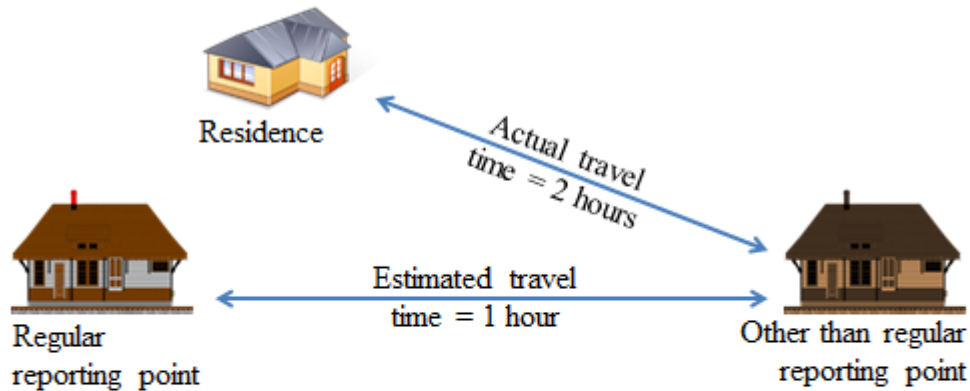 Residence
Actual travel
time = 2 hours
Estimated travel
time = 1 hour
Regular
reporting point
Other than regular
reporting point